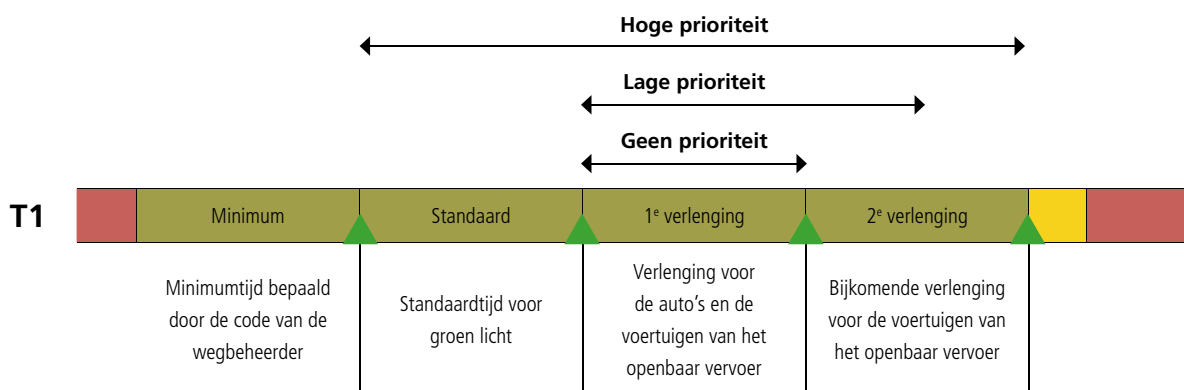 Hoge prioriteit
Lage prioriteit
Geen prioriteit
T1
Minimum
Standaard
1e verlenging
2e verlenging
Minimumtijd bepaald
door de code van de
wegbeheerder
Standaardtijd voor
groen licht
Verlenging voor
de auto's en de
voertuigen van het
openbaar vervoer
Bijkomende verlenging
voor de voertuigen van
het openbaar vervoer